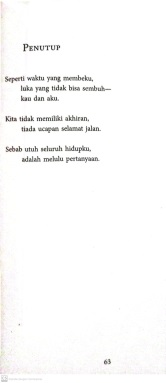 PENUTUP
Seperti waktu yang membeku,
luka yang tidak bisa sembuh—
kau dan aku.
Kita tidak memiliki akhiran,
tiada ucapan selamat jalan.
Sebab utuh seluruh hidupku,
adalah melulu pertanyaan.
63